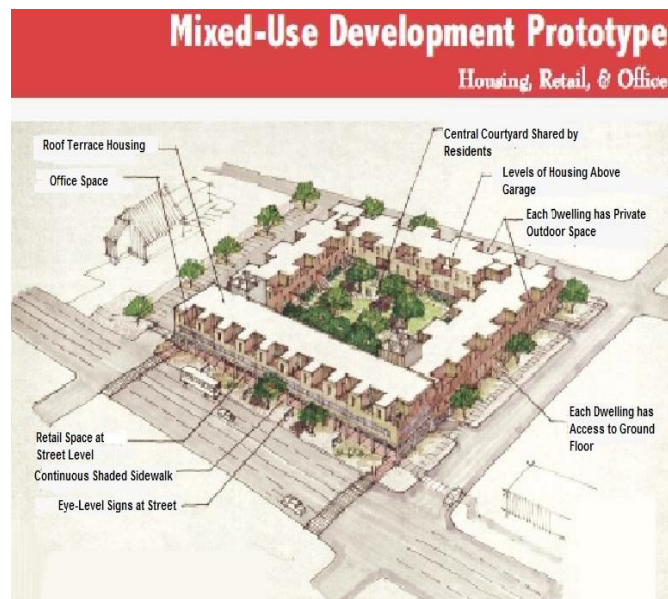 Mixed-Use Development Prototype
Housing, Retail, & Office
Roof Terrace Housing
Office Space
Central Courtyard Shared by
Residents
Levels of Housing Above
Garage
Each Dwelling has Private
Outdoor Space
Each Dwelling has
Access to Ground
Floor
Retail Space at
Street Level
Continuous Shaded Sidewalk
Eye-Level Signs at Street